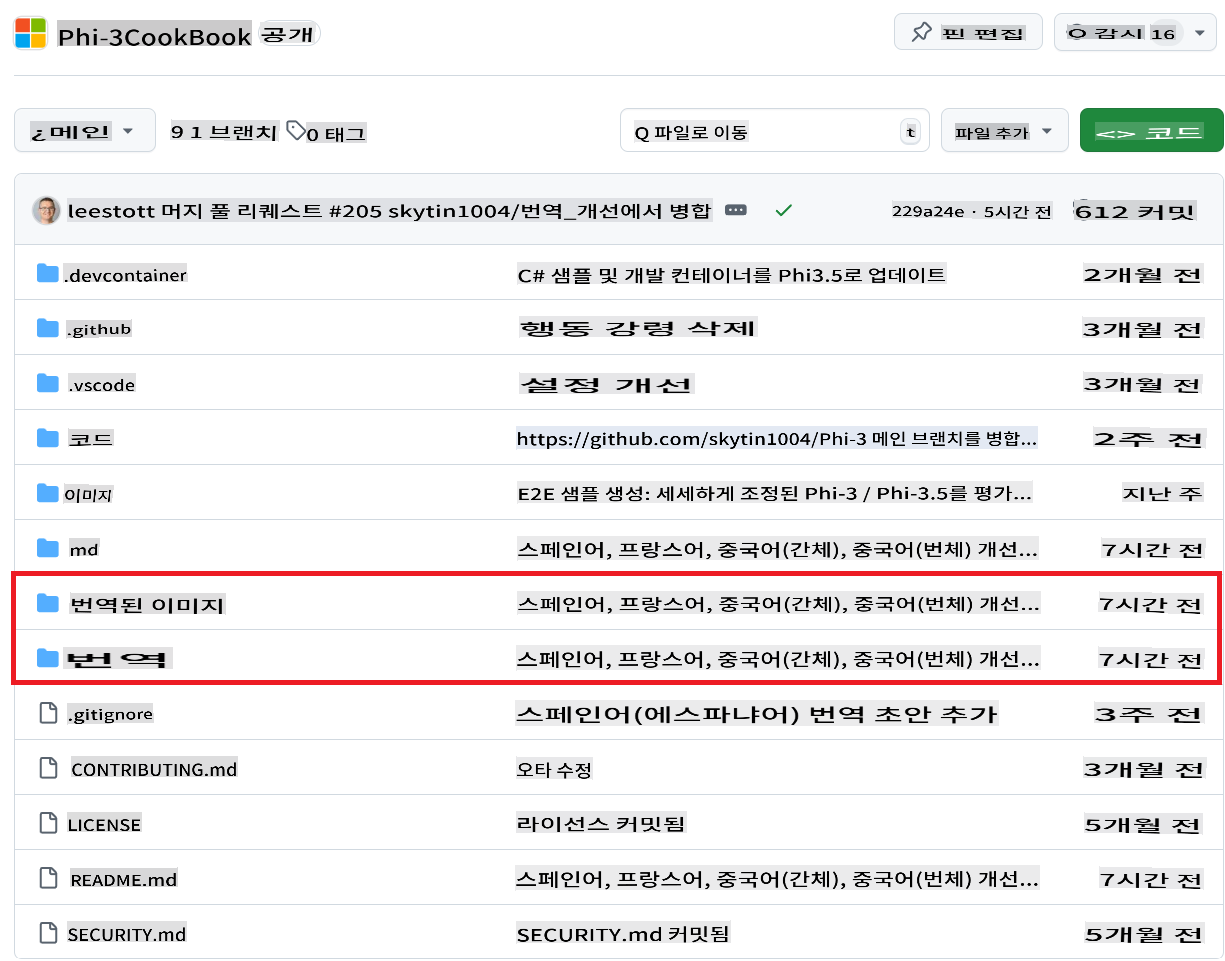 Phi-3CookBook 공개
핀 편집
ㅇ 감시 16
¿메인
9 1 브랜치
0 태그
Q 파일로 이동 t
파일 추가
<> 코드
leestott 머지 풀 리퀘스트 #205 skytin1004/번역_개선에서 병합 229a24e · 5시간 전 612 커밋
.devcontainer C# 샘플 및 개발 컨테이너를 Phi3.5로 업데이트 2개월 전
.github 행동 강령 삭제 3개월 전
.vscode 설정 개선 3개월 전
코드 https://github.com/skytin1004/Phi-3 메인 브랜치를 병합... 2주 전
이미지 E2E 샘플 생성: 세세하게 조정된 Phi-3 / Phi-3.5를 평가... 지난 주
md 스페인어, 프랑스어, 중국어(간체), 중국어(번체) 개선... 7시간 전
번역된 이미지 스페인어, 프랑스어, 중국어(간체), 중국어(번체) 개선... 7시간 전
번역 스페인어, 프랑스어, 중국어(간체), 중국어(번체) 개선... 7시간 전
.gitignore 스페인어(에스파냐어) 번역 초안 추가 3주 전
CONTRIBUTING.md 오타 수정 3개월 전
LICENSE 라이선스 커밋됨 5개월 전
README.md 스페인어, 프랑스어, 중국어(간체), 중국어(번체) 개선... 7시간 전
SECURITY.md SECURITY.md 커밋됨 5개월 전